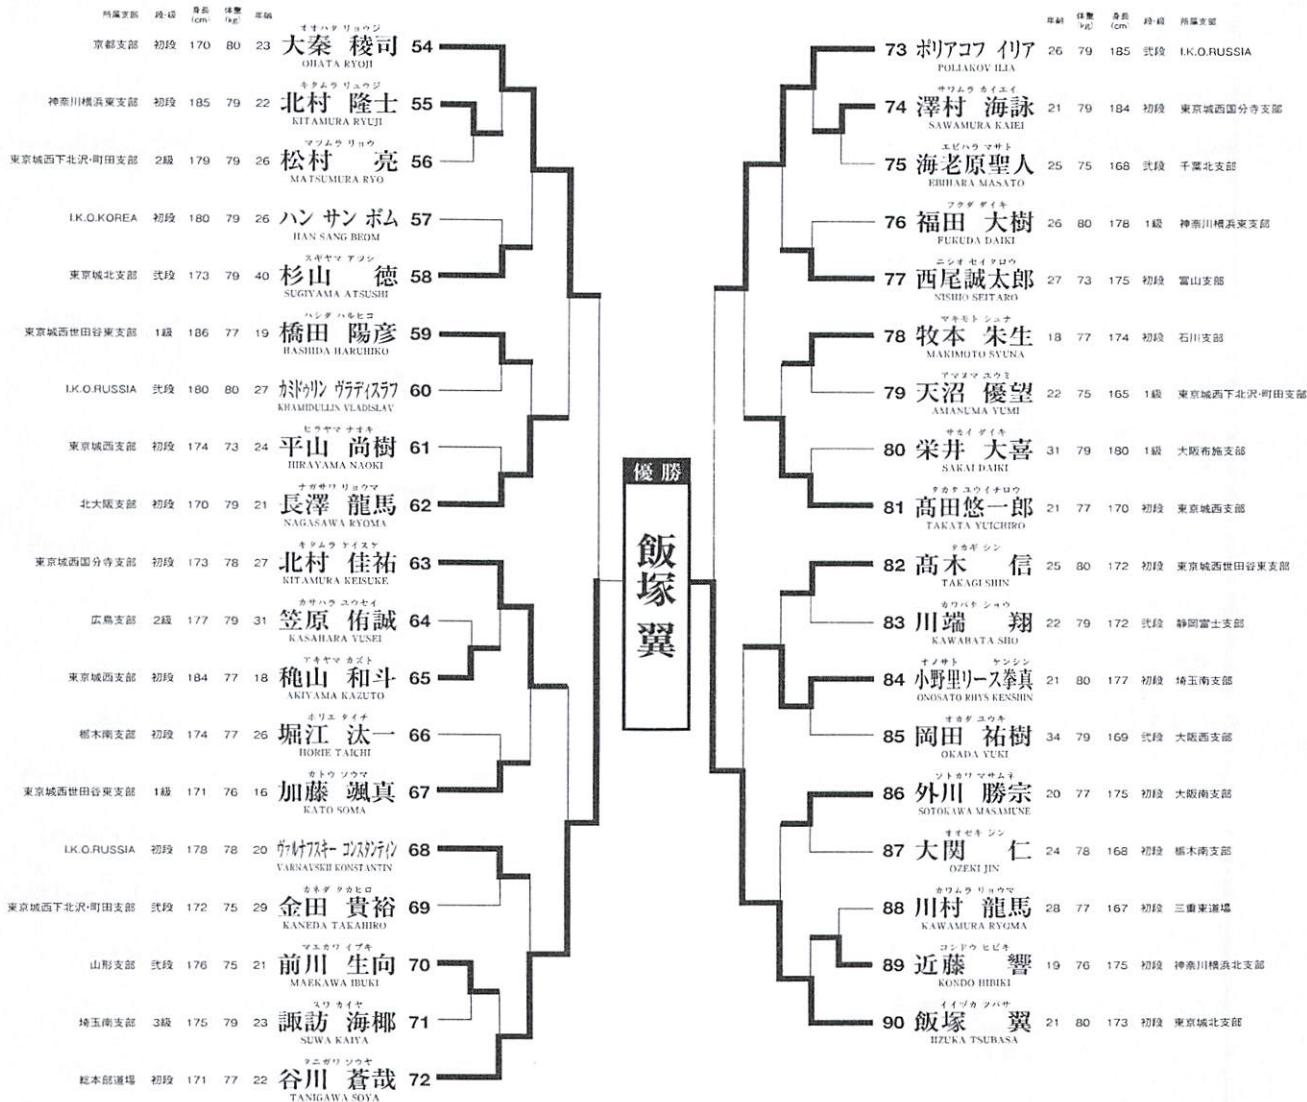 所属支部 段・級 身長(cm) 体重(kg) 年齢
オオハタ リョウジ
京都支部 初段 170 80 23 大秦 稜司 54
OHATA RYOJI
キタムラ リュウジ
神奈川横浜東支部 初段 185 79 22 北村 隆士 55
KITAMURA RYUJI
マツムラ リョウ
東京城西下北沢・町田支部 2級 179 79 26 松村 亮 56
MATSUMURA RYO
I.K.O.KOREA 初段 180 79 26 ハン サン ボム 57
HAN SANG BEOM
スギヤマ アツシ
東京城北支部 弐段 173 79 40 杉山 徳 58
SUGIYAMA ATSUSHI
ハシダ ハルヒコ
東京城西世田谷東支部 1級 186 77 19 橋田 陽彦 59
HASHIDA HARUHIKO
I.K.O.RUSSIA 弐段 180 80 27 カミドゥリン ヴラディスラフ 60
KHAMIDULLIN VLADISLAV
ヒラヤマ ナオキ
東京城西支部 初段 174 73 24 平山 尚樹 61
HIRAYAMA NAOKI
ナガサワ リョウマ
北大阪支部 初段 170 79 21 長澤 龍馬 62
NAGASAWA RYOMA
キタムラ ケイスケ
東京城西国分寺支部 初段 173 78 27 北村 佳祐 63
KITAMURA KEISUKE
カサハラ ユウセイ
広島支部 2級 177 79 31 笠原 侑誠 64
KASAHARA YUSEI
アキヤマ カズト
東京城西支部 初段 184 77 18 穐山 和斗 65
AKIYAMA KAZUTO
ホリエ タイチ
栃木南支部 初段 174 77 26 堀江 汰一 66
HORIE TAICHI
カトウ ソウマ
東京城西世田谷東支部 1級 171 76 16 加藤 颯真 67
KATO SOMA
I.K.O.RUSSIA 初段 178 78 20 ヴァルナフスキー コンスタンティン 68
VARNAVSKII KONSTANTIN
カネダ タカヒロ
東京城西下北沢・町田支部 弐段 172 75 29 金田 貴裕 69
KANEDA TAKAHIRO
マエカワ イブキ
山形支部 弐段 176 75 21 前川 生向 70
MAEKAWA IBUKI
スワ カイヤ
埼玉南支部 3級 175 79 23 諏訪 海椰 71
SUWA KAIYA
タニガワ ソウヤ
総本部道場 初段 171 77 22 谷川 蒼哉 72
TANIGAWA SOYA
優勝
飯塚 翼
年齢 体重(kg) 身長(cm) 段・級 所属支部
73 ポリアコフ イリア 26 79 185 弐段 I.K.O.RUSSIA
POLIAKOV ILIA
サワムラ カイエイ
74 澤村 海詠 21 79 184 初段 東京城西国分寺支部
SAWAMURA KAIEI
エビハラ マサト
75 海老原聖人 25 75 168 弐段 千葉北支部
EBIHARA MASATO
フクダ ダイキ
76 福田 大樹 26 80 178 1級 神奈川横浜東支部
FUKUDA DAIKI
ニシオ セイタロウ
77 西尾誠太郎 27 73 175 初段 富山支部
NISHIO SEITARO
マキモト シュナ
78 牧本 朱生 18 77 174 初段 石川支部
MAKIMOTO SYUNA
アマヌマ ユウミ
79 天沼 優望 22 75 165 1級 東京城西下北沢・町田支部
AMANUMA YUMI
サカイ ダイキ
80 栄井 大喜 31 79 180 1級 大阪布施支部
SAKAI DAIKI
タカタ ユウイチロウ
81 髙田悠一郎 21 77 170 初段 東京城西支部
TAKATA YUICHIRO
タカギ シン
82 髙木 信 25 80 172 初段 東京城西世田谷東支部
TAKAGI SHIN
カワバタ ショウ
83 川端 翔 22 79 172 弐段 静岡富士支部
KAWABATA SHO
オノサト ケンシン
84 小野里リース拳真 21 80 177 初段 埼玉南支部
ONOSATO RHYS KENSHIN
オカダ ユウキ
85 岡田 祐樹 34 79 169 弐段 大阪西支部
OKADA YUKI
ソトカワ マサムネ
86 外川 勝宗 20 77 175 初段 大阪南支部
SOTOKAWA MASAMUNE
オオゼキ ジン
87 大関 仁 24 78 168 初段 栃木南支部
OZEKI JIN
カワムラ リョウマ
88 川村 龍馬 28 77 167 初段 三重東道場
KAWAMURA RYOMA
コンドウ ヒビキ
89 近藤 響 19 76 175 初段 神奈川横浜北支部
KONDO HIBIKI
イイヅカ ツバサ
90 飯塚 翼 21 80 173 初段 東京城北支部
IIZUKA TSUBASA